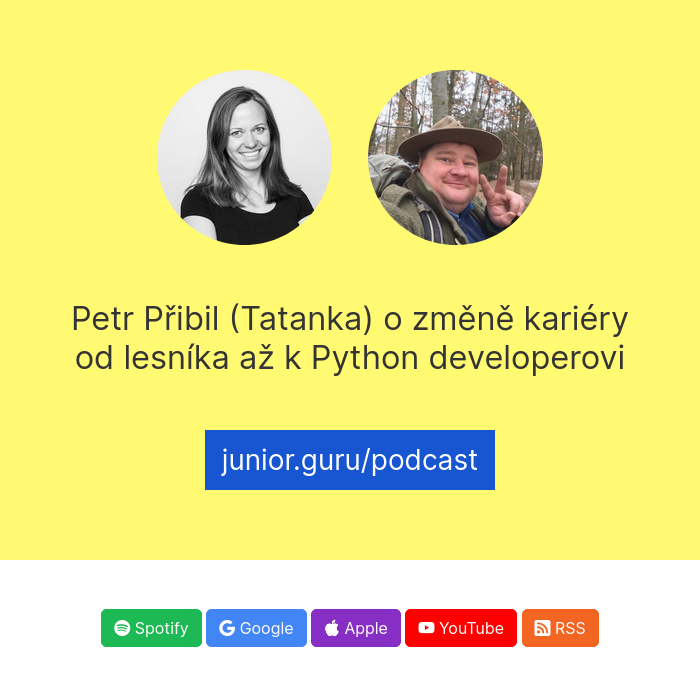 Petr Přibil (Tatanka) o změně kariéry
od lesníka až k Python developerovi
junior.guru/podcast
Spotify Google Apple YouTube RSS